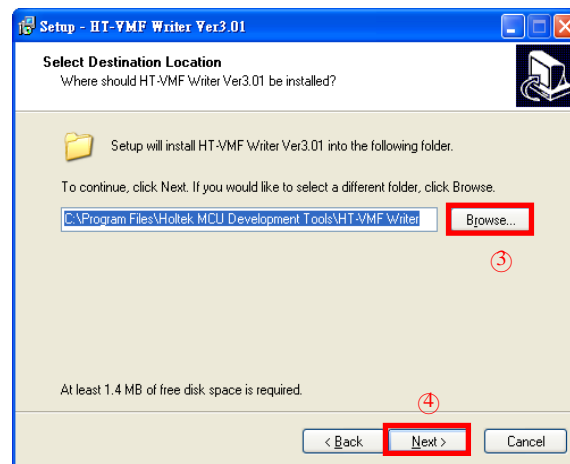 Setup - HT-VMF Writer Ver3.01
Select Destination Location
Where should HT-VMF Writer Ver3.01 be installed?
Setup will install HT-VMF Writer Ver3.01 into the following folder.
To continue, click Next. If you would like to select a different folder, click Browse.
C:\Program Files\Holtek MCU Development Tools\HT-VMF Writer
Browse...
③
At least 1.4 MB of free disk space is required.
④
< Back
Next >
Cancel